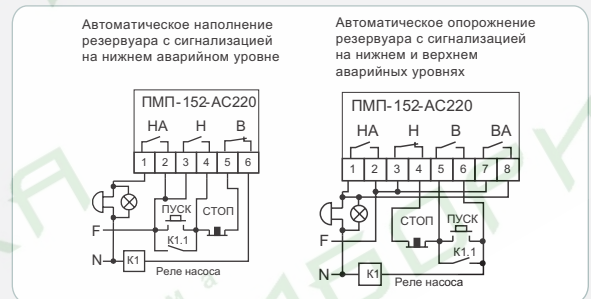 Автоматическое наполнение
резервуара с сигнализацией
на нижнем аварийном уровне
ПМП-152-АС220
НА Н В
1 2 3 4 5 6
ПУСК
СТОП
F
К1.1
N К1
Реле насоса
Автоматическое опорожнение
резервуара с сигнализацией
на нижнем и верхнем
аварийных уровнях
ПМП-152-АС220
НА Н В ВА
1 2 3 4 5 6 7 8
СТОП ПУСК
F
К1.1
N К1
Реле насоса